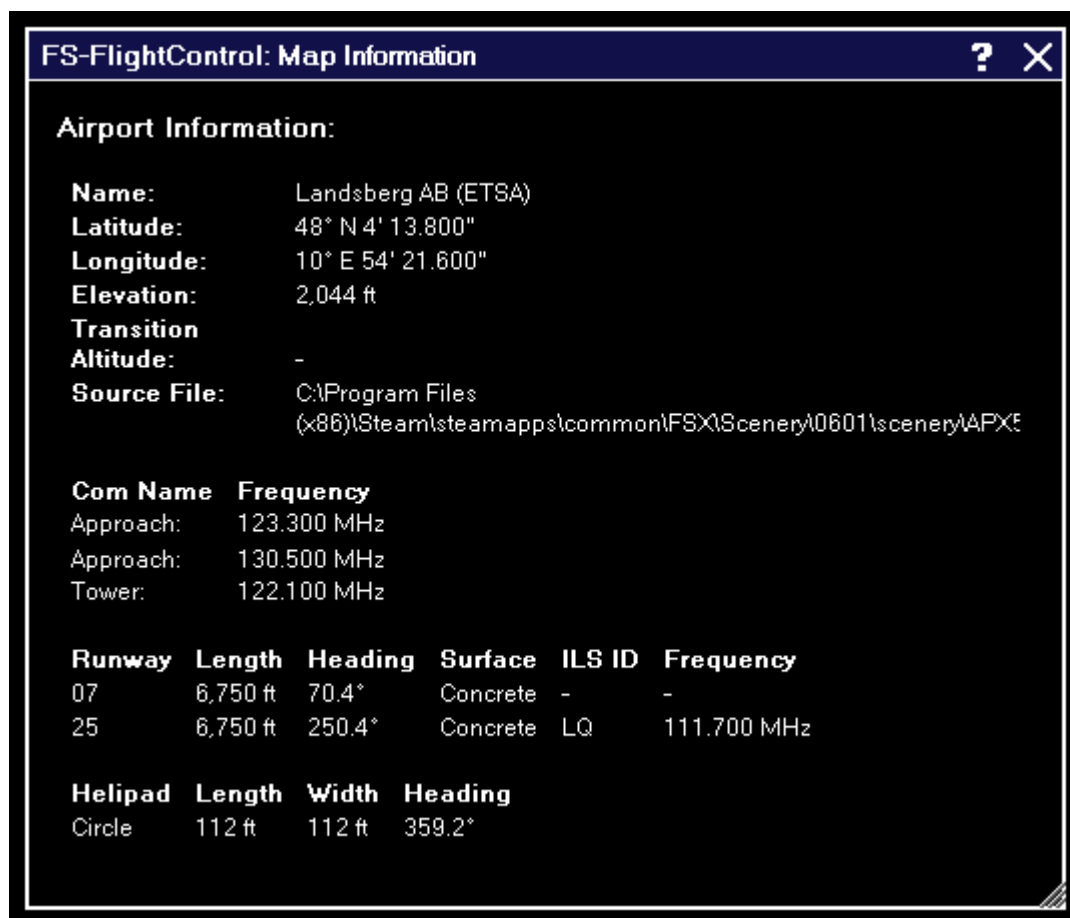 FS-FlightControl: Map Information ? X
Airport Information:
Name: Landsberg AB (ETSA)
Latitude: 48° N 4' 13.800"
Longitude: 10° E 54' 21.600"
Elevation: 2,044 ft
Transition
Altitude: -
Source File: C:\Program Files
(x86)\Steam\steamapps\common\FSX\Scenery\0601\scenery\APX5
Com Name Frequency
Approach: 123.300 MHz
Approach: 130.500 MHz
Tower: 122.100 MHz
Runway Length Heading Surface ILS ID Frequency
07 6,750 ft 70.4° Concrete - -
25 6,750 ft 250.4° Concrete LQ 111.700 MHz
Helipad Length Width Heading
Circle 112 ft 112 ft 359.2°